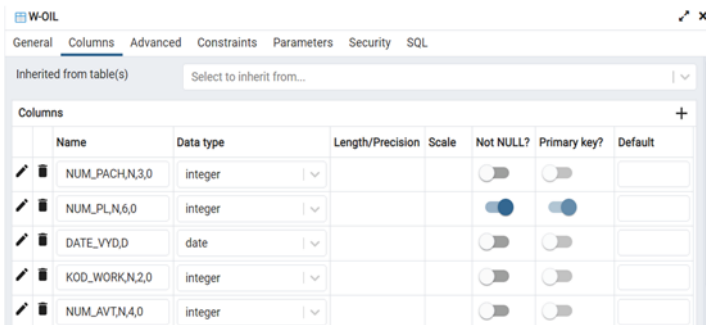 W-OIL
General Columns Advanced Constraints Parameters Security SQL
Inherited from table(s) Select to inherit from...
Columns
Name Data type Length/Precision Scale Not NULL? Primary key? Default
NUM_PACH,N,3,0 integer
NUM_PL,N,6,0 integer
DATE_VYD,D date
KOD_WORK,N,2,0 integer
NUM_AVT,N,4,0 integer